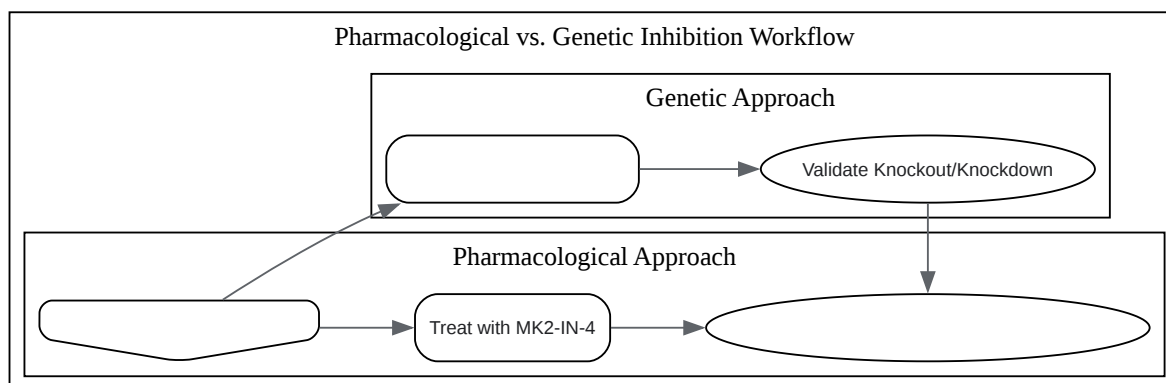 Pharmacological vs. Genetic Inhibition Workflow
Genetic Approach
Validate Knockout/Knockdown
Pharmacological Approach
Treat with MK2-IN-4